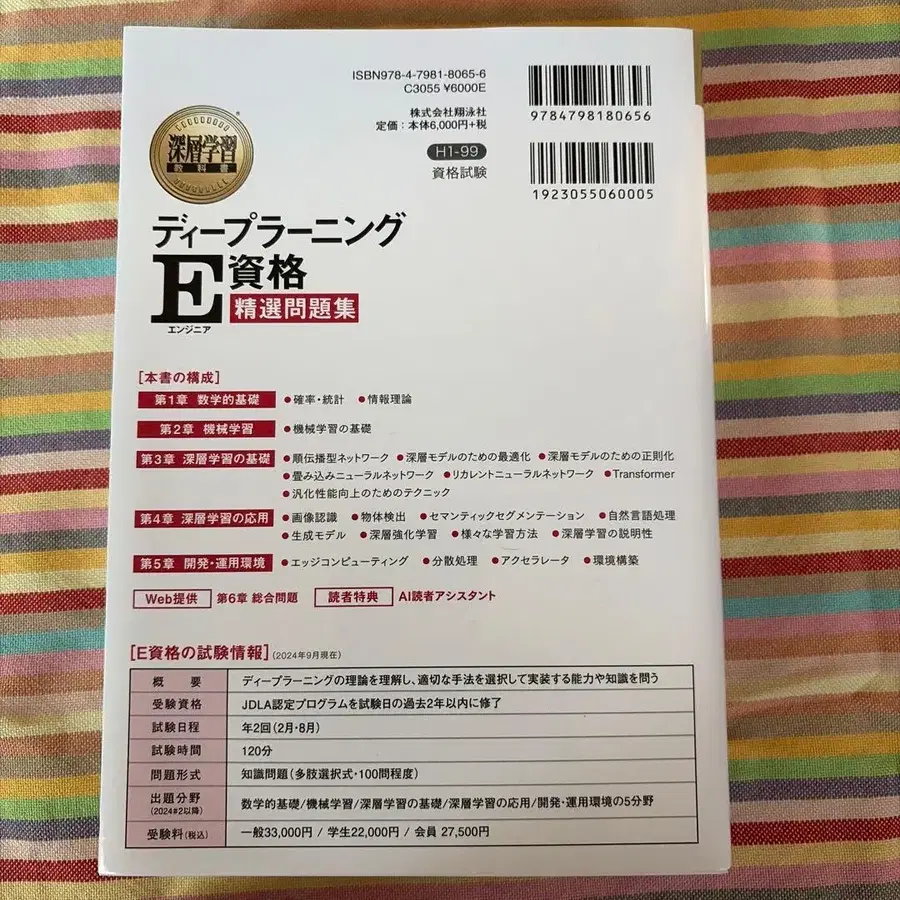 ISBN978-4-7981-8065-6
C3055 ¥6000E
株式会社翔泳社
定価：本体6,000円+税
H1-99
資格試験
9784798180656
1923055060005
深層学習
教科書
ディープラーニング
E資格
エンジニア
精選問題集
[本書の構成]
第1章 数学的基礎 ●確率・統計 ●情報理論
第2章 機械学習 ●機械学習の基礎
第3章 深層学習の基礎 ●順伝播型ネットワーク ●深層モデルのための最適化 ●深層モデルのための正則化
●畳み込みニューラルネットワーク ●リカレントニューラルネットワーク ●Transformer
●汎化性能向上のためのテクニック
第4章 深層学習の応用 ●画像認識 ●物体検出 ●セマンティックセグメンテーション ●自然言語処理
●生成モデル ●深層強化学習 ●様々な学習方法 ●深層学習の説明性
第5章 開発・運用環境 ●エッジコンピューティング ●分散処理 ●アクセラレータ ●環境構築
Web提供 第6章 総合問題 読者特典 AI読者アシスタント
[E資格の試験情報] (2024年9月現在)
概要 ディープラーニングの理論を理解し、適切な手法を選択して実装する能力や知識を問う
受験資格 JDLA認定プログラムを試験日の過去2年以内に修了
試験日程 年2回(2月・8月)
試験時間 120分
問題形式 知識問題(多肢選択式・100問程度)
出題分野 (2024#2以降) 数学的基礎/機械学習/深層学習の基礎/深層学習の応用/開発・運用環境の5分野
受験料(税込) 一般33,000円 / 学生22,000円 / 会員 27,500円